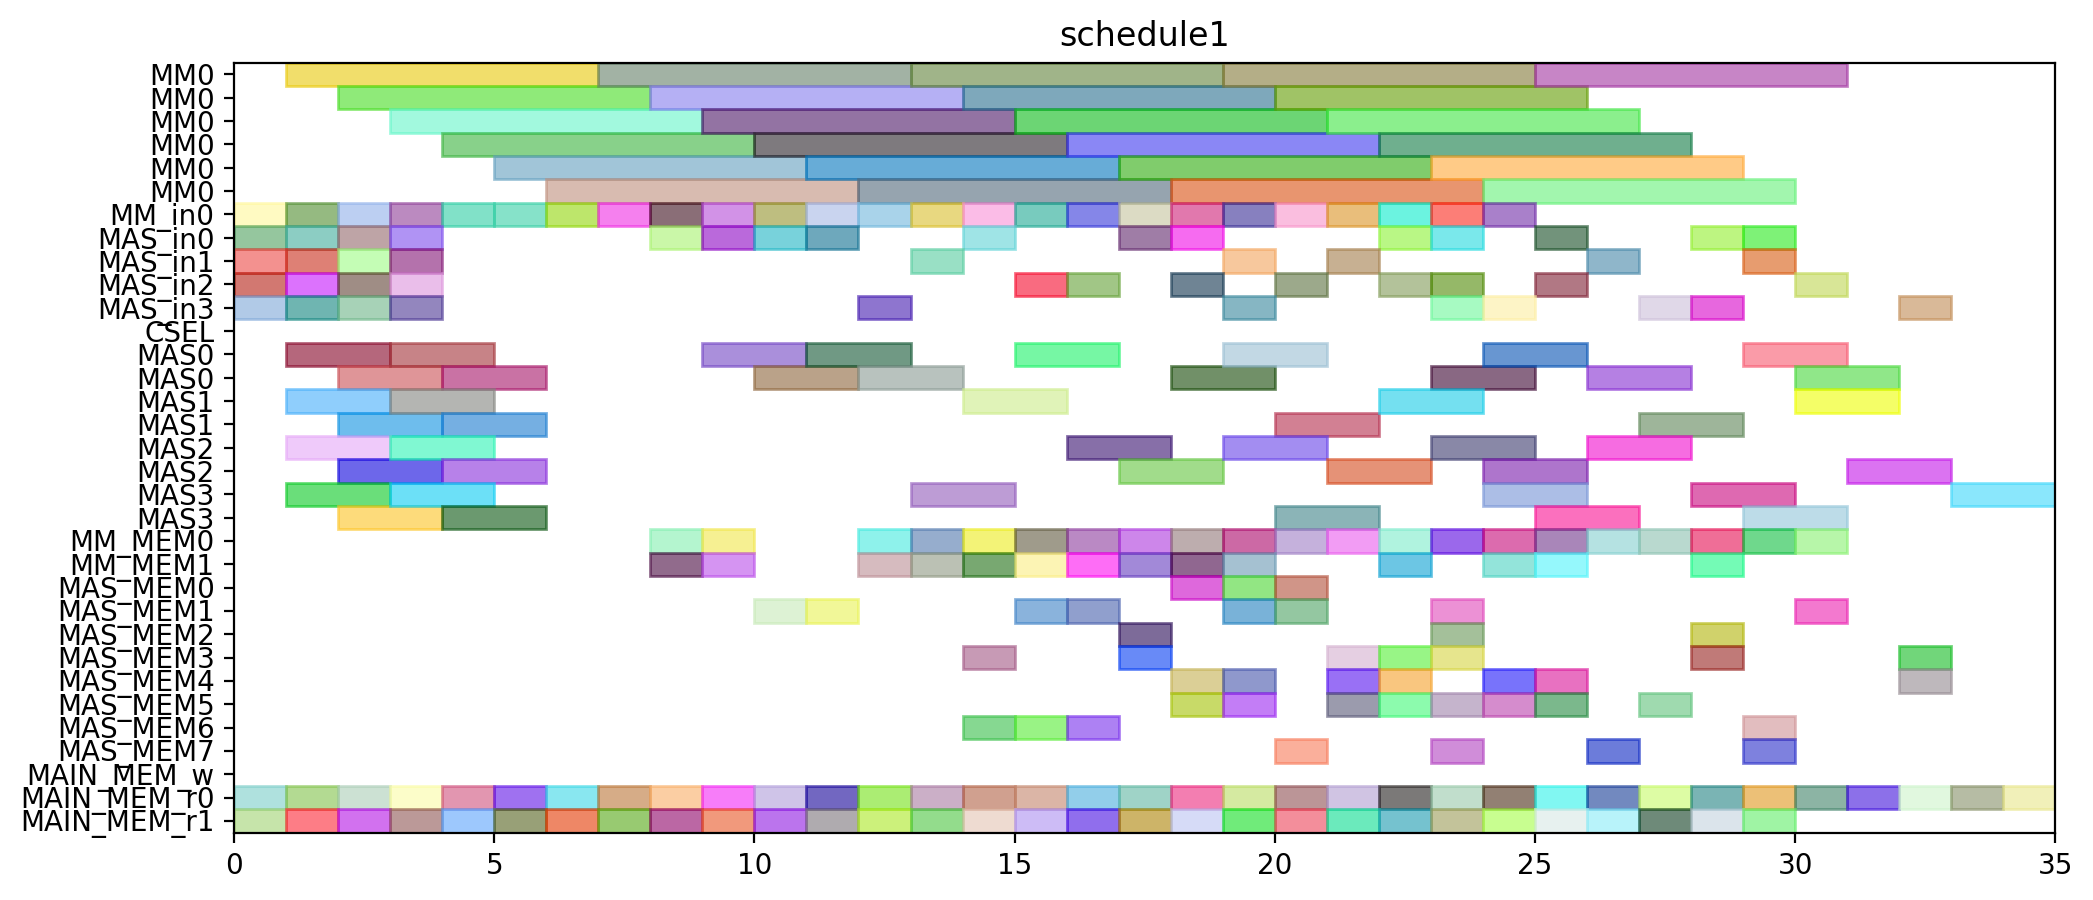 schedule1
MM0
MM0
MM0
MM0
MM0
MM0
MM_in0
MAS_in0
MAS_in1
MAS_in2
MAS_in3
CSEL
MAS0
MAS0
MAS1
MAS1
MAS2
MAS2
MAS3
MAS3
MM_MEM0
MM_MEM1
MAS_MEM0
MAS_MEM1
MAS_MEM2
MAS_MEM3
MAS_MEM4
MAS_MEM5
MAS_MEM6
MAS_MEM7
MAIN_MEM_w
MAIN_MEM_r0
MAIN_MEM_r1
0 5 10 15 20 25 30 35